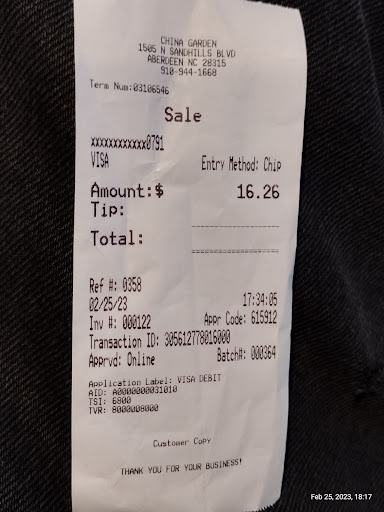 CHINA GARDEN
1505 N SANDHILLS BLVD
ABERDEEN NC 28315
910-944-1668
Term Num:03106546
Sale
xxxxxxxxxxxx0791
VISA Entry Method: Chip
Amount:$ 16.26
Tip:
Total:
Ref #: 0358
02/25/23 17:34:05
Inv #: 000122 Appr Code: 615912
Transaction ID: 305612778016000
Apprvd: Online Batch#: 000364
Application Label: VISA DEBIT
AID: A0000000031010
TSI: 6800
TVR: 8000008000
Customer Copy
THANK YOU FOR YOUR BUSINESS!
Feb 25, 2023, 18:17